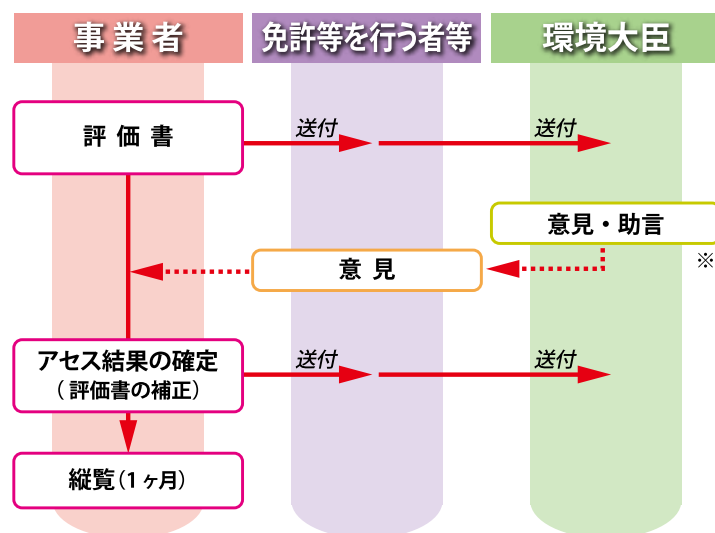 事業者
免許等を行う者等
環境大臣
評価書
送付
送付
意見・助言
意見
※
アセス結果の確定
（評価書の補正）
送付
送付
縦覧（1ヶ月）